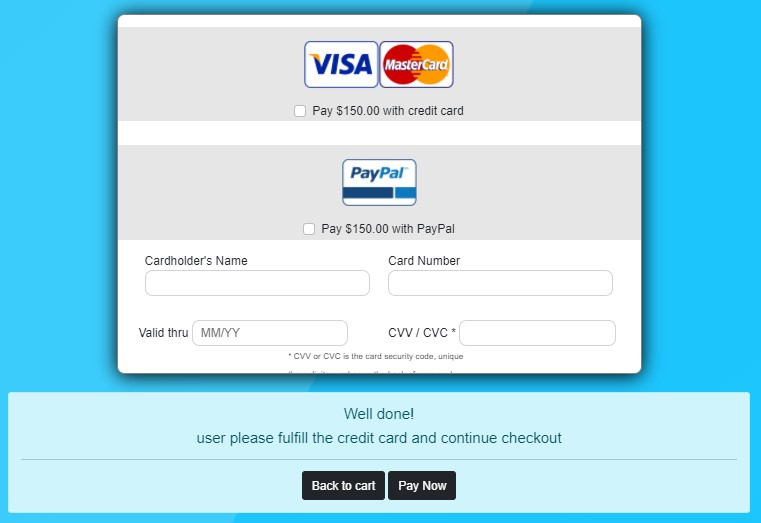 VISA MasterCard
Pay $150.00 with credit card
PayPal
Pay $150.00 with PayPal
Cardholder's Name
Card Number
Valid thru MM/YY
CVV / CVC *
* CVV or CVC is the card security code, unique
Well done!
user please fulfill the credit card and continue checkout
Back to cart
Pay Now